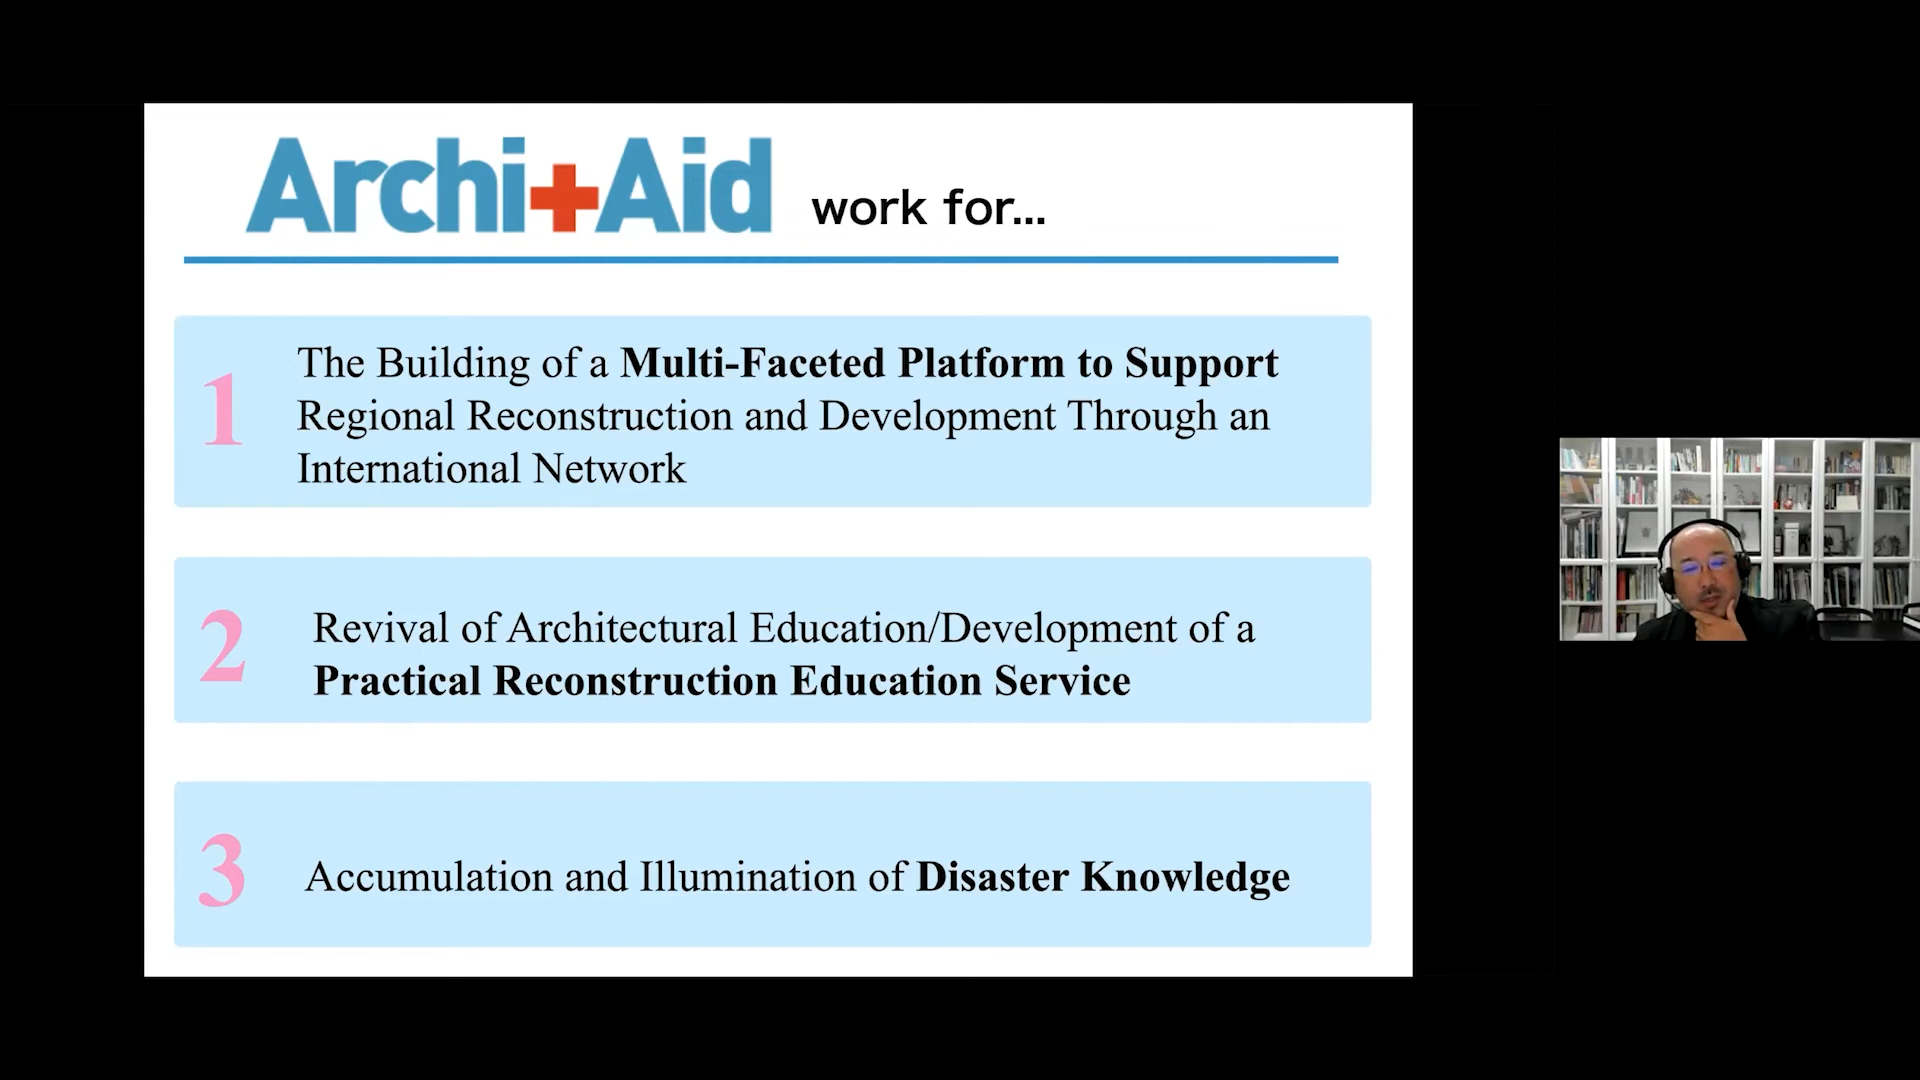 Archi+Aid work for...
1
The Building of a Multi-Faceted Platform to Support
Regional Reconstruction and Development Through an
International Network
2
Revival of Architectural Education/Development of a
Practical Reconstruction Education Service
3
Accumulation and Illumination of Disaster Knowledge